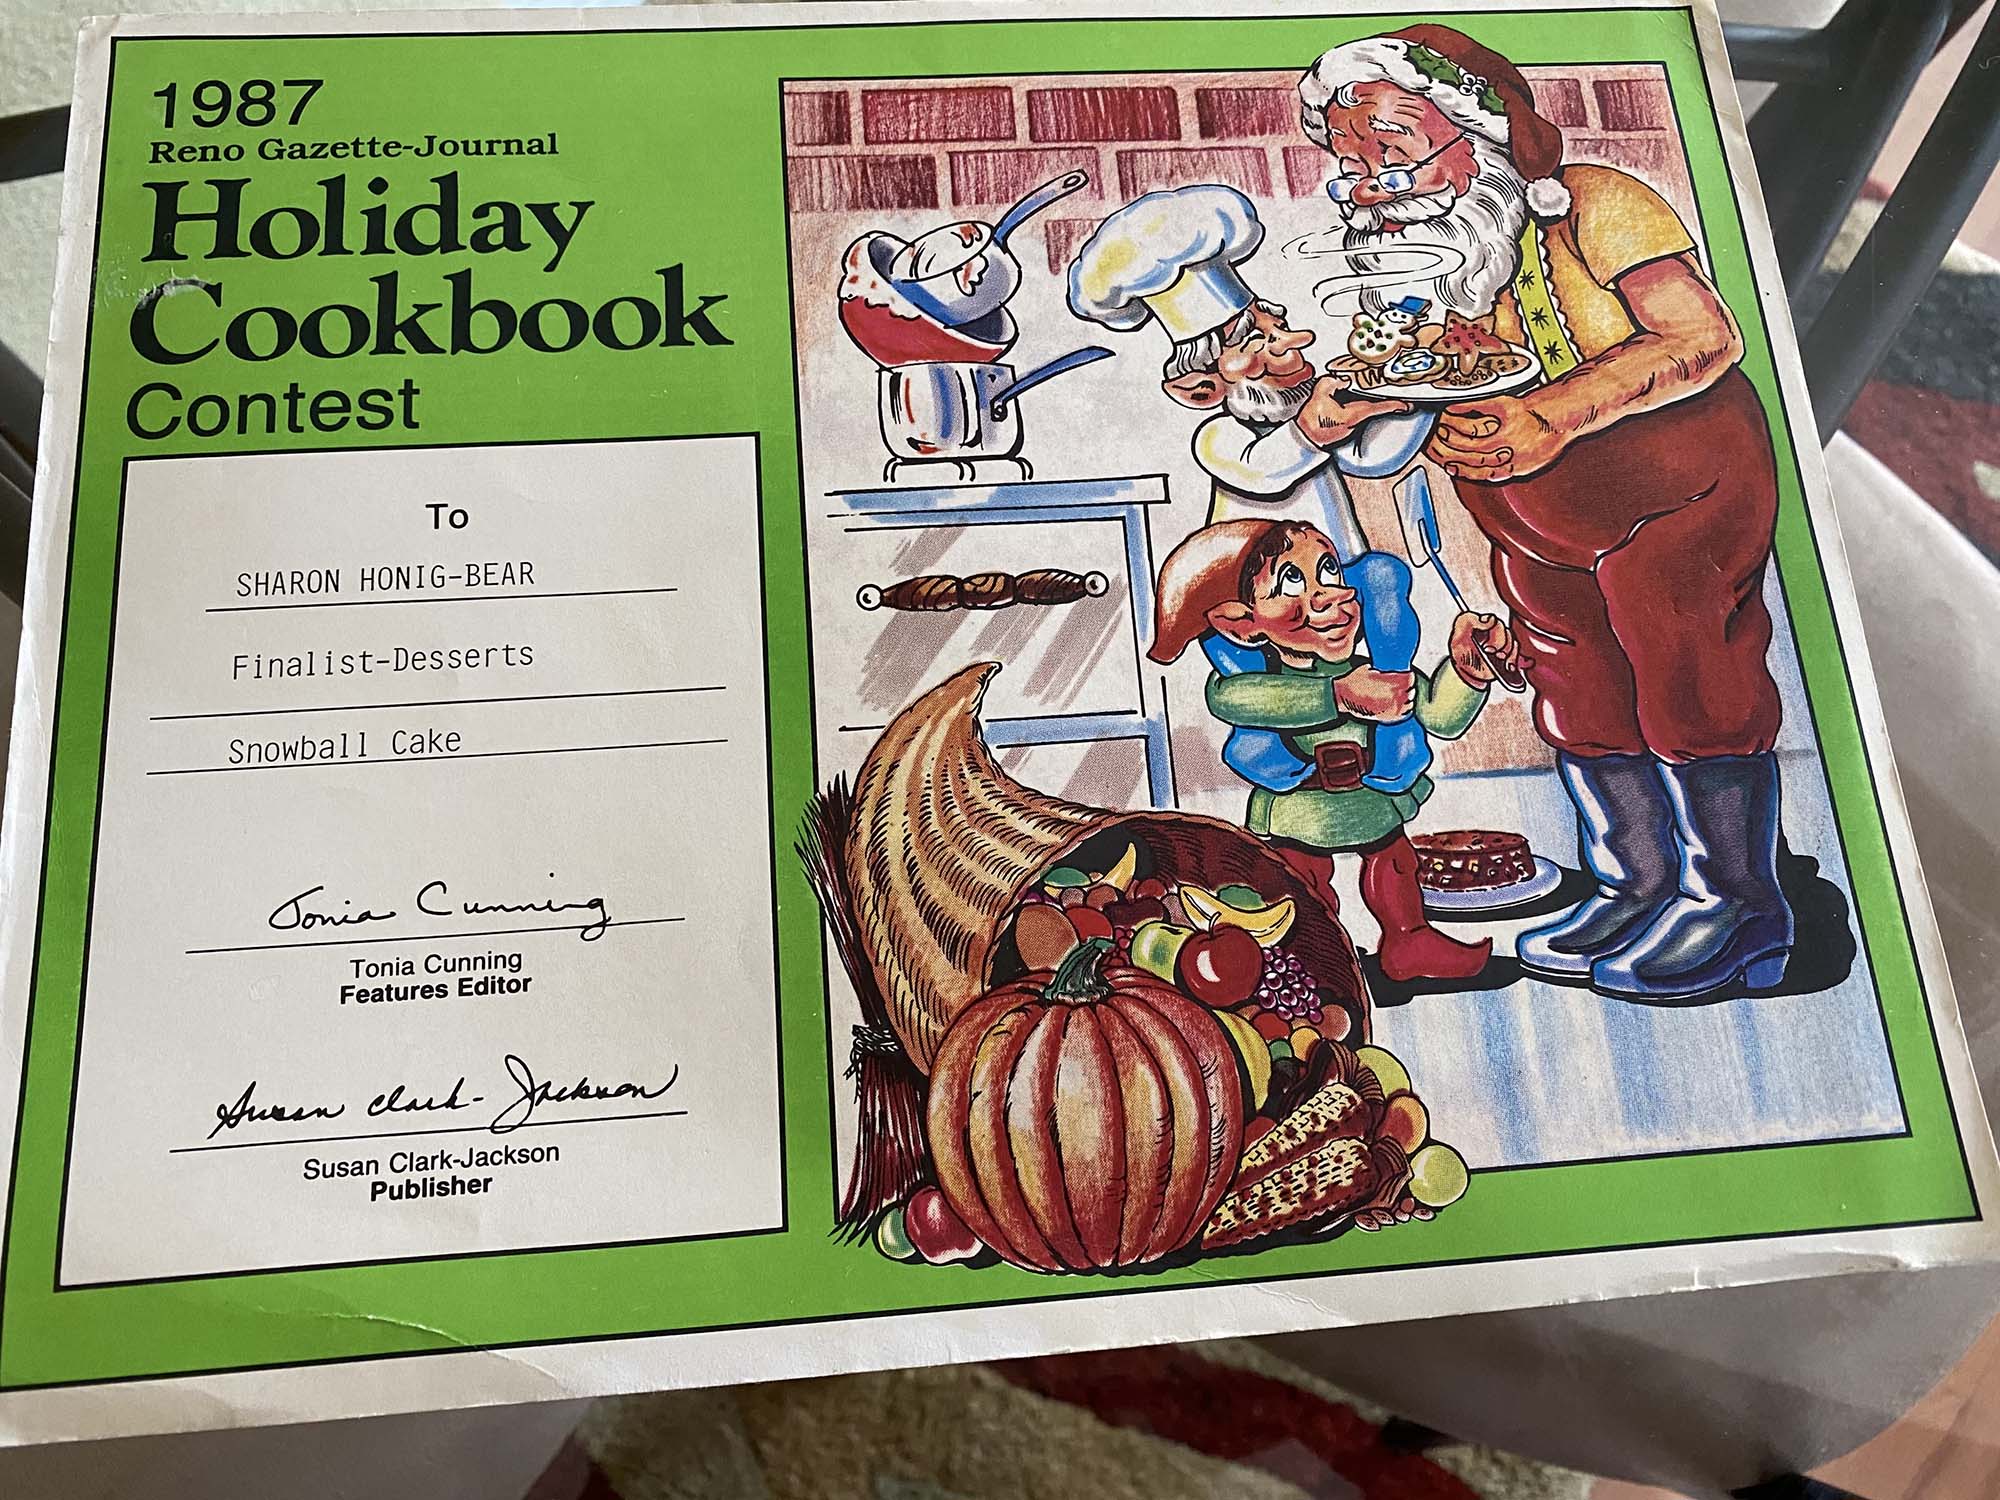 1987
Reno Gazette-Journal
Holiday
Cookbook
Contest
To
SHARON HONIG-BEAR
Finalist-Desserts
Snowball Cake
Tonia Cunning
Tonia Cunning
Features Editor
Susan Clark-Jackson
Susan Clark-Jackson
Publisher